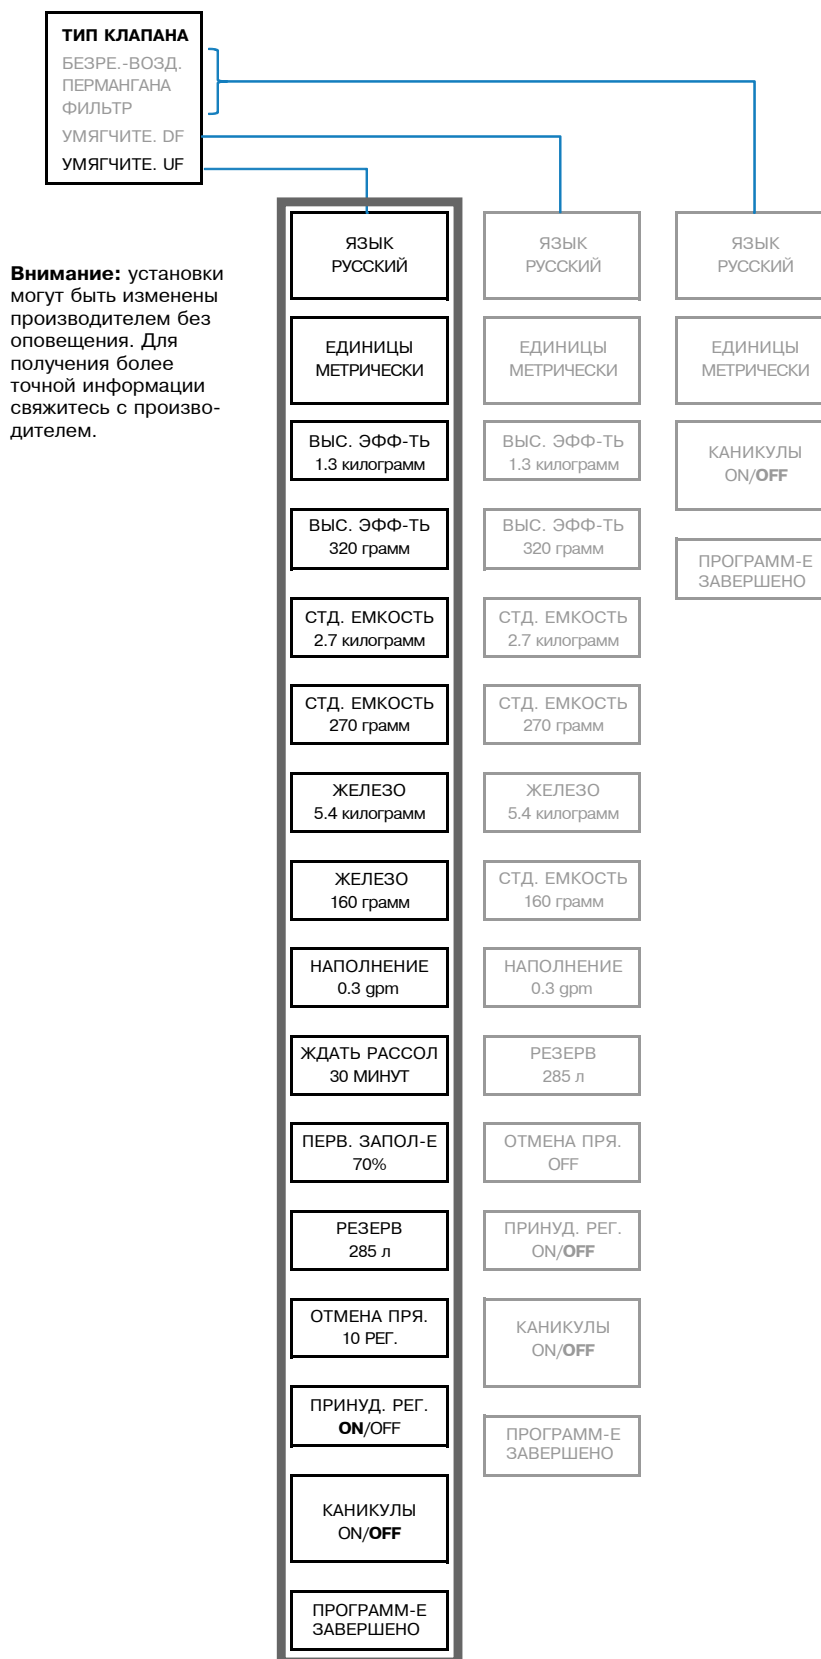 ТИП КЛАПАНА
БЕЗРЕ.-ВОЗД.
ПЕРМАНГАНА
ФИЛЬТР
УМЯГЧИТЕ. DF
УМЯГЧИТЕ. UF
Внимание: установки
могут быть изменены
производителем без
оповещения. Для
получения более
точной информации
свяжитесь с произво-
дителем.
ЯЗЫК
РУССКИЙ
ЕДИНИЦЫ
МЕТРИЧЕСКИ
ВЫС. ЭФФ-ТЬ
1.3 килограмм
ВЫС. ЭФФ-ТЬ
320 грамм
СТД. ЕМКОСТЬ
2.7 килограмм
СТД. ЕМКОСТЬ
270 грамм
ЖЕЛЕЗО
5.4 килограмм
ЖЕЛЕЗО
160 грамм
НАПОЛНЕНИЕ
0.3 gpm
ЖДАТЬ РАССОЛ
30 МИНУТ
ПЕРВ. ЗАПОЛ-Е
70%
РЕЗЕРВ
285 л
ОТМЕНА ПРЯ.
10 РЕГ.
ПРИНУД. РЕГ.
ON/OFF
КАНИКУЛЫ
ON/OFF
ПРОГРАММ-Е
ЗАВЕРШЕНО
ЯЗЫК
РУССКИЙ
ЕДИНИЦЫ
МЕТРИЧЕСКИ
ВЫС. ЭФФ-ТЬ
1.3 килограмм
ВЫС. ЭФФ-ТЬ
320 грамм
СТД. ЕМКОСТЬ
2.7 килограмм
СТД. ЕМКОСТЬ
270 грамм
ЖЕЛЕЗО
5.4 килограмм
СТД. ЕМКОСТЬ
160 грамм
НАПОЛНЕНИЕ
0.3 gpm
РЕЗЕРВ
285 л
ОТМЕНА ПРЯ.
OFF
ПРИНУД. РЕГ.
ON/OFF
КАНИКУЛЫ
ON/OFF
ПРОГРАММ-Е
ЗАВЕРШЕНО
ЯЗЫК
РУССКИЙ
ЕДИНИЦЫ
МЕТРИЧЕСКИ
КАНИКУЛЫ
ON/OFF
ПРОГРАММ-Е
ЗАВЕРШЕНО